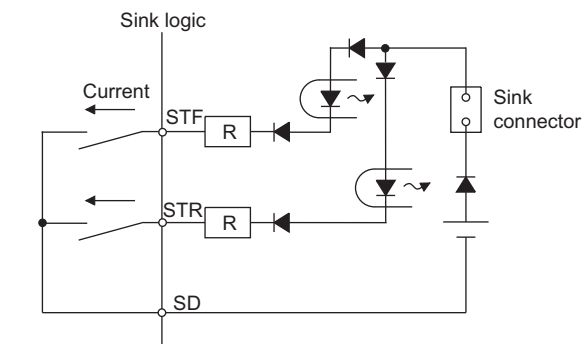 Sink logic
Current
STF
R
Sink
connector
STR
R
SD